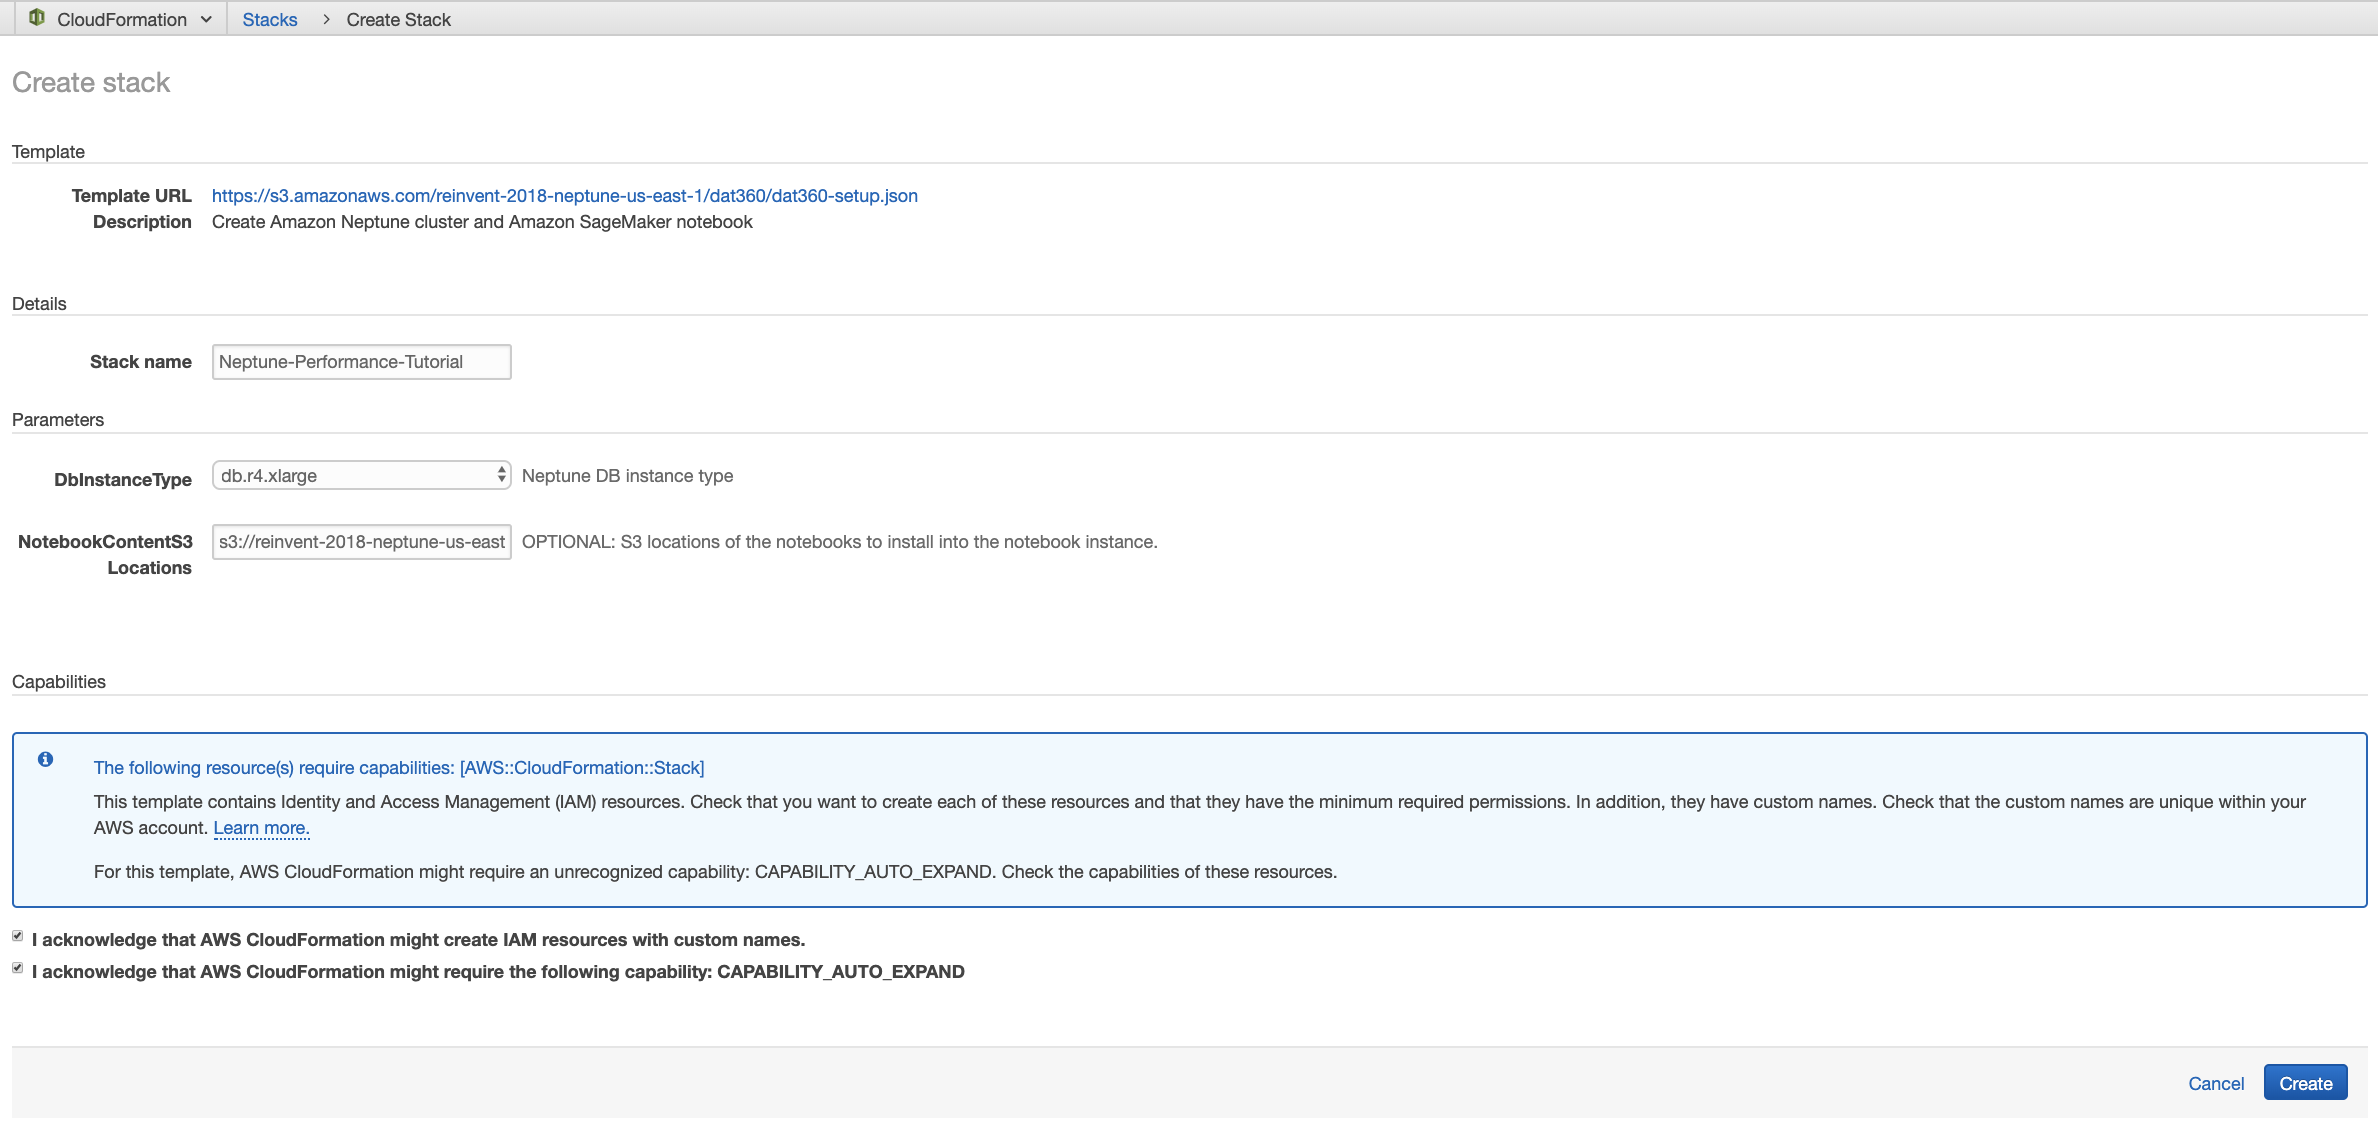 CloudFormation Stacks > Create Stack
Create stack
Template
Template URL https://s3.amazonaws.com/reinvent-2018-neptune-us-east-1/dat360/dat360-setup.json
Description Create Amazon Neptune cluster and Amazon SageMaker notebook
Details
Stack name Neptune-Performance-Tutorial
Parameters
DbInstanceType db.r4.xlarge Neptune DB instance type
NotebookContentS3 s3://reinvent-2018-neptune-us-east OPTIONAL: S3 locations of the notebooks to install into the notebook instance.
Locations
Capabilities
The following resource(s) require capabilities: [AWS::CloudFormation::Stack]
This template contains Identity and Access Management (IAM) resources. Check that you want to create each of these resources and that they have the minimum required permissions. In addition, they have custom names. Check that the custom names are unique within your
AWS account. Learn more.
For this template, AWS CloudFormation might require an unrecognized capability: CAPABILITY_AUTO_EXPAND. Check the capabilities of these resources.
I acknowledge that AWS CloudFormation might create IAM resources with custom names.
I acknowledge that AWS CloudFormation might require the following capability: CAPABILITY_AUTO_EXPAND
Cancel Create